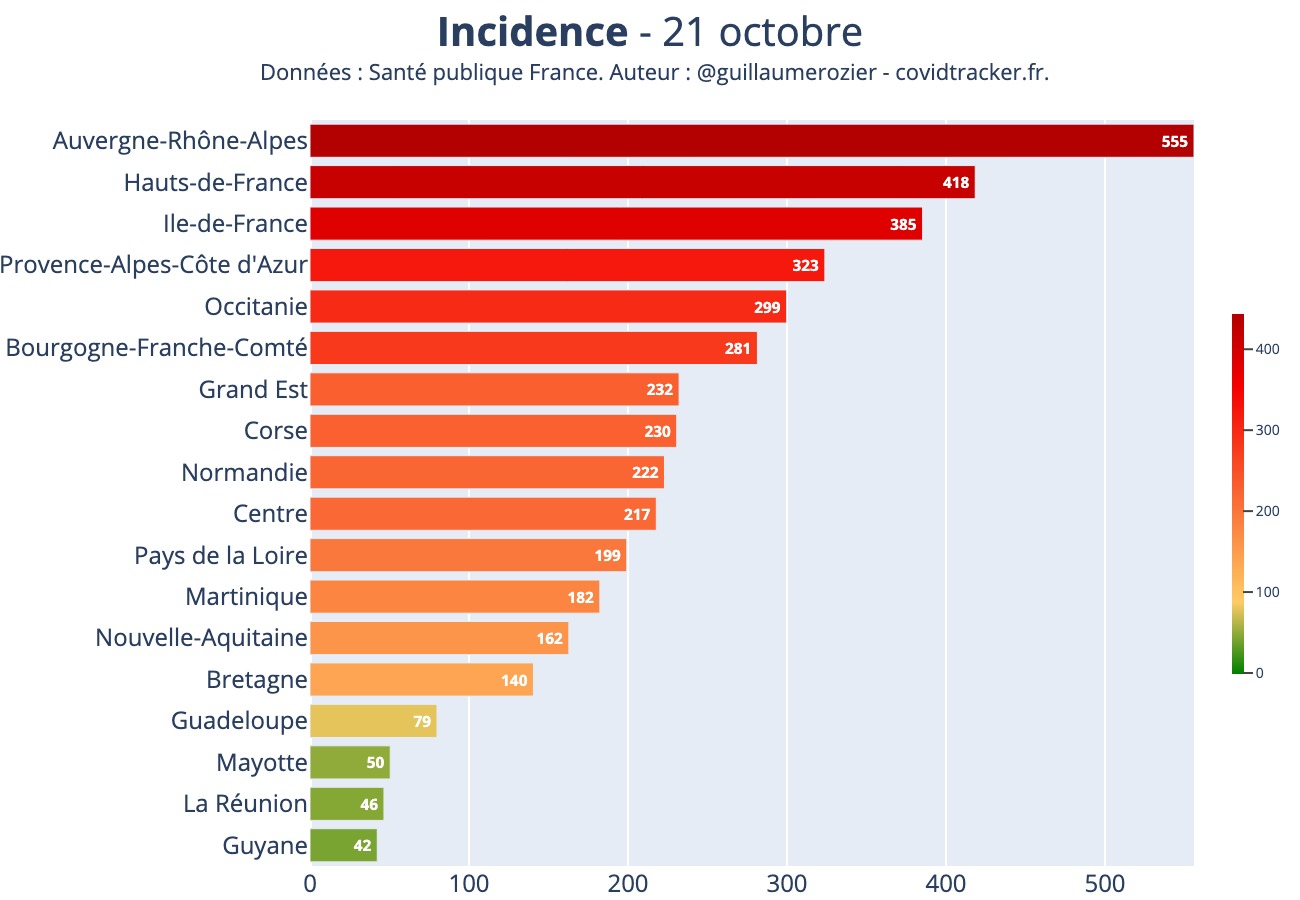 Incidence - 21 octobre
Données : Santé publique France. Auteur : @guillaumerozier - covidtracker.fr.
Auvergne-Rhône-Alpes 555
Hauts-de-France 418
Ile-de-France 385
Provence-Alpes-Côte d'Azur 323
Occitanie 299
Bourgogne-Franche-Comté 281
Grand Est 232
Corse 230
Normandie 222
Centre 217
Pays de la Loire 199
Martinique 182
Nouvelle-Aquitaine 162
Bretagne 140
Guadeloupe 79
Mayotte 50
La Réunion 46
Guyane 42
0 100 200 300 400 500
400
300
200
100
0